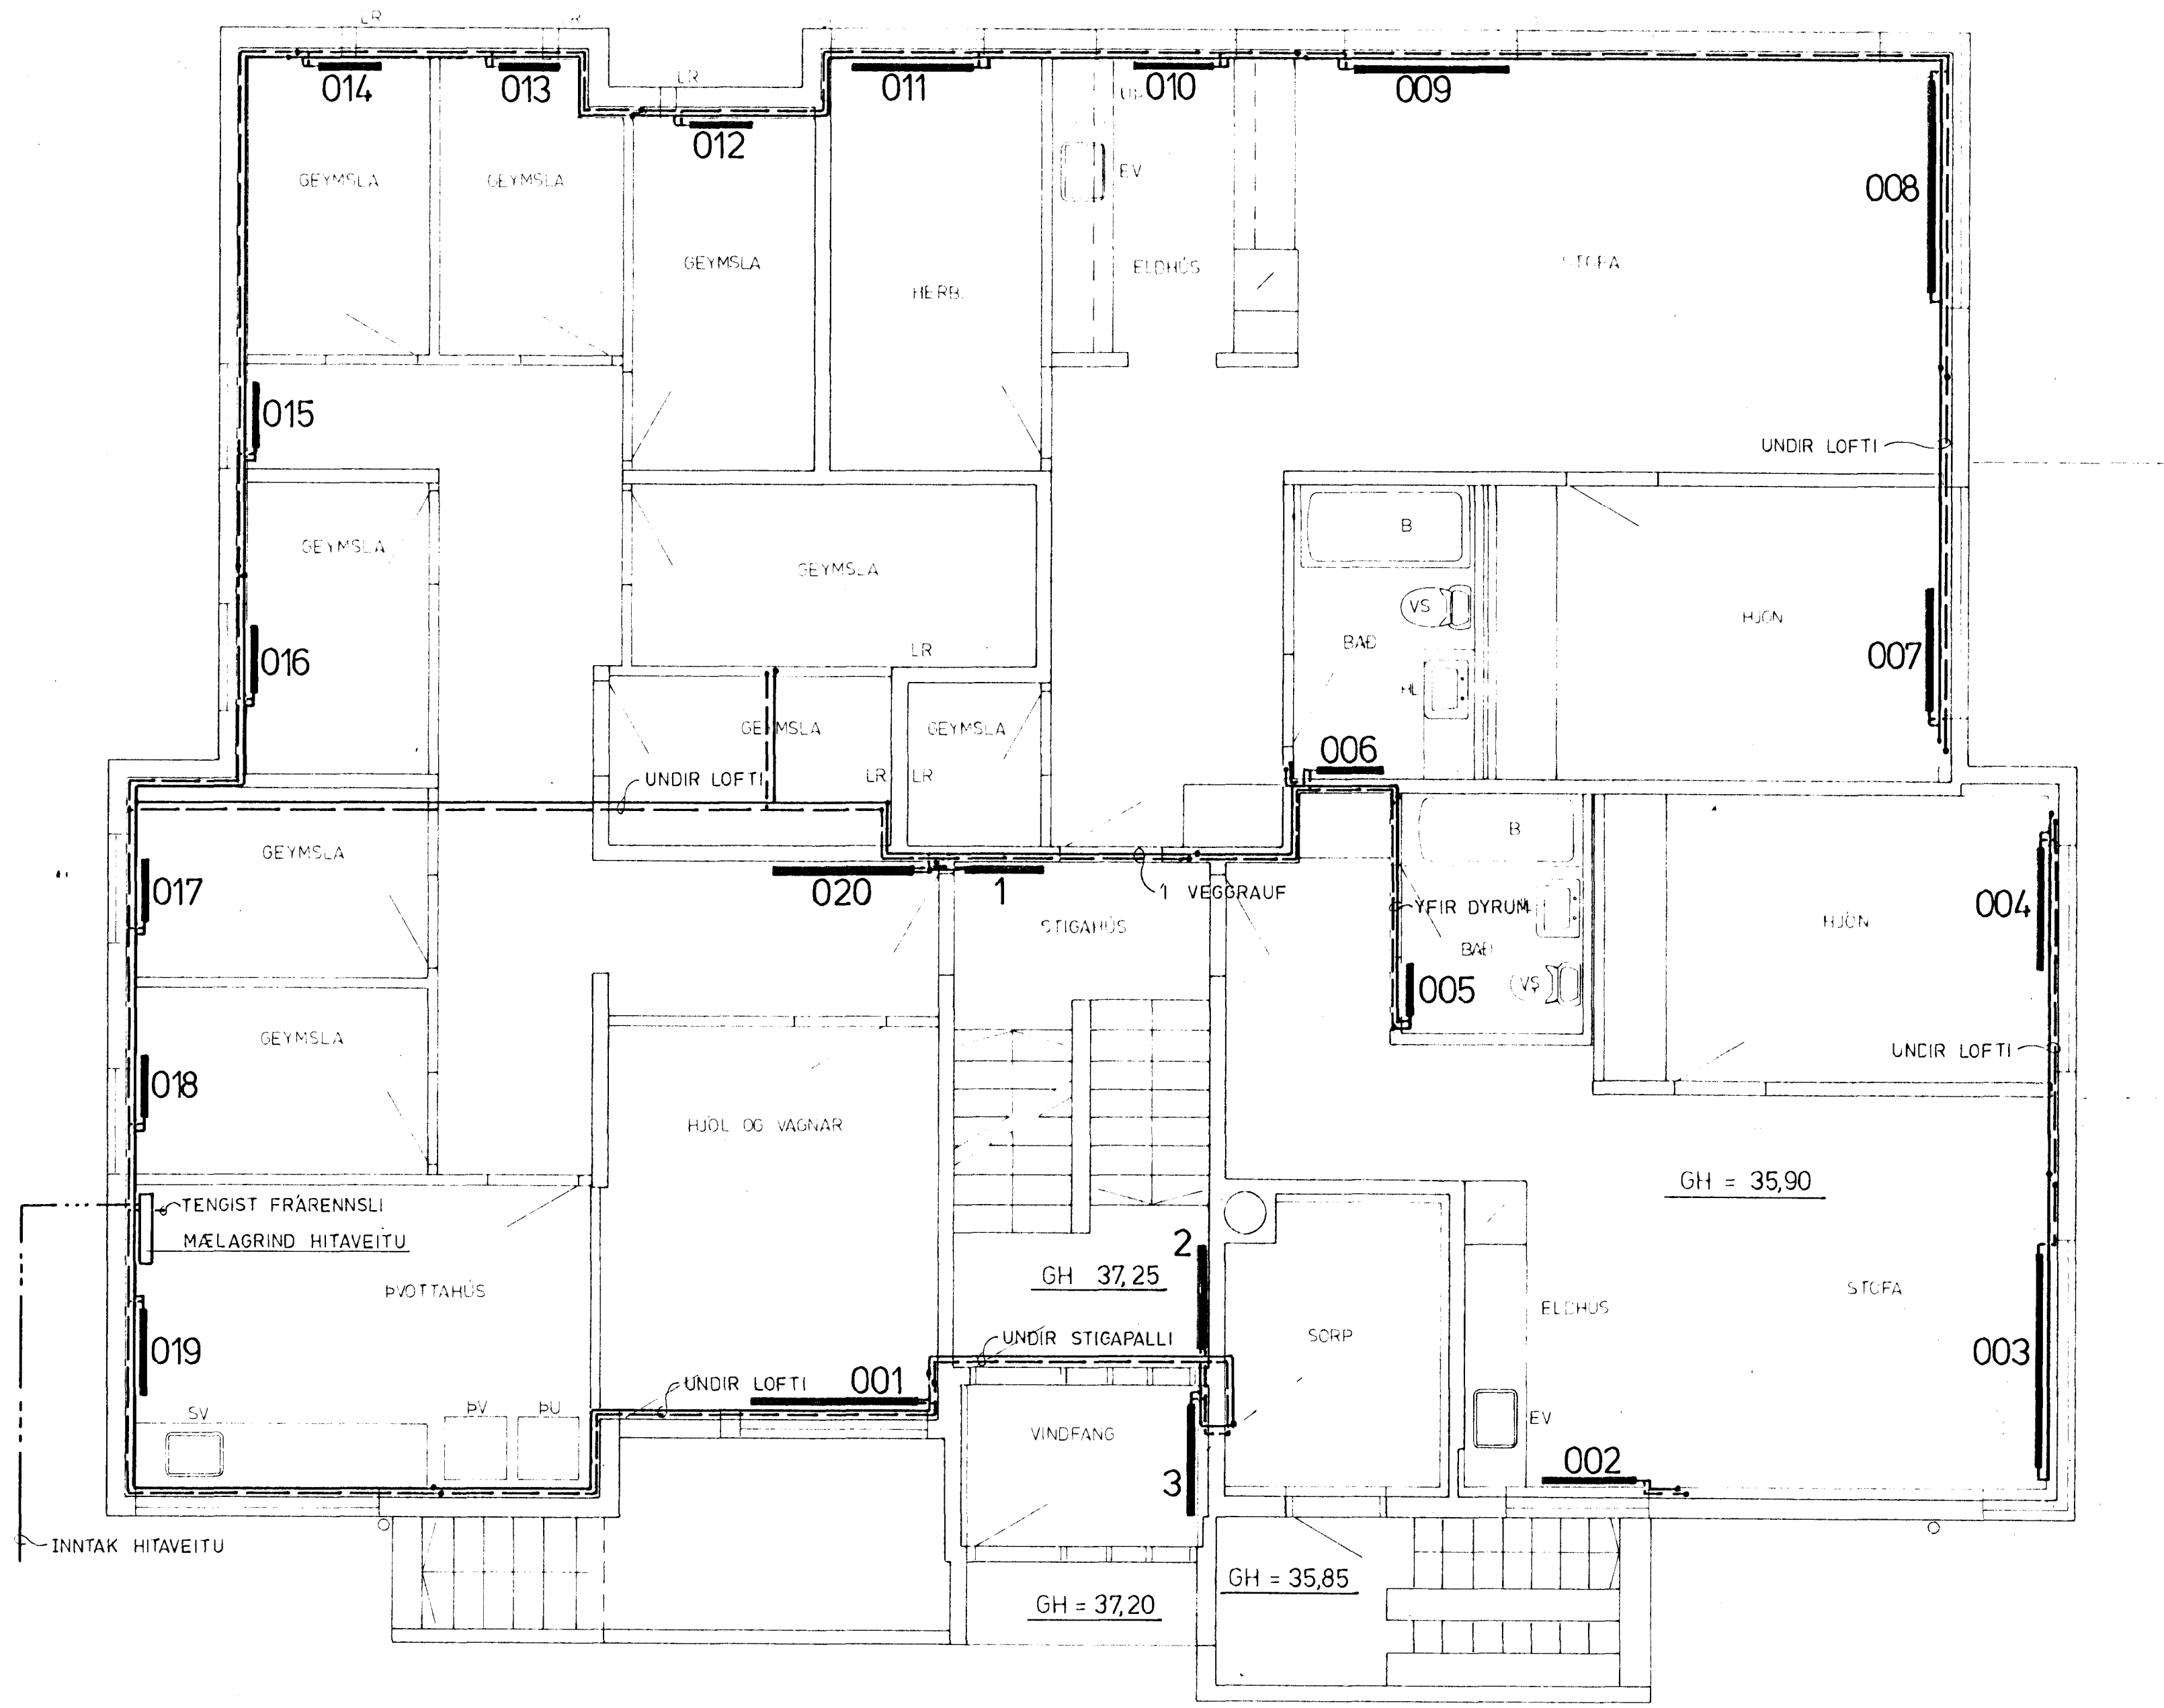 LR
LR
014
013
LR
011
010
009
012
GEYMSLA
GEYMSLA
EV
008
GEYMSLA
HERB.
ELDHÚS
STOFA
015
UNDIR LOFTI
B
GEYMSLA
GEYMSLA
VS
HJÓN
BAÐ
016
LR
007
HL
GEYMSLA
GEYMSLA
006
UNDIR LOFTI
LR
LR
B
GEYMSLA
017
020
1
1 VEGGRAUF
YFIR DYRUM
004
STIGAHÚS
HJÓN
BAÐ
005
VS
GEYMSLA
UNDIR LOFTI
018
HJÓL OG VAGNAR
GH = 35,90
TENGIST FRÁRENNSLI
MÆLAGRIND HITAVEITU
2
GH 37,25
ÞVOTTAHÚS
STOFA
ELDHÚS
SORP
UNDIR STIGAPALLI
019
003
UNDIR LOFTI
001
SV
ÞV
ÞU
EV
VINDFANG
002
3
INNTAK HITAVEITU
GH = 35,85
GH = 37,20